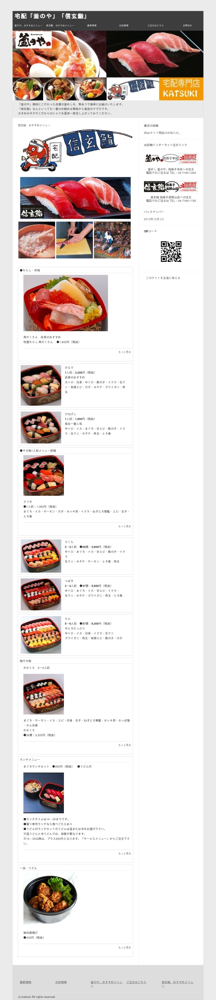 宅配「釜のや」「信玄鮨」
釜のや。おすすめメニュー 信玄鮨 おすすめメニュー 最新情報 お店情報 ご注文はこちら お問合せ
Kamanoya
釜のや
宅配
信玄鮨
宅配専門店
KATSUKI
「釜のや」素材にこだわった自慢の釜めしを、熱あつで食卓にお届けいたします。
「信玄鮨」なんといっても一番のお勧めは築地から直送のマグロです。
大きめのネタやこだわりのシャリを是非一度召し上がってみてください。
信玄鮨 おすすめメニュー
宅配
信玄鮨
Delivery Sushi Service
信玄鮨
●ちらし・丼物
具だくさん 店長のおすすめ
特選ちらし 具だくさん ●1,800円（税抜）
もっと見る
かえで
1人前：2,200円（税抜）
店長のおすすめ
大トロ・白身・中トロ・数の子・イクラ・生ウ
ニ・有頭エビ・穴子・ホタテ・ズワイガニ・角
玉
ひなげし
1人前：1,650円（税抜）
信玄一番人気
中トロ・イカ・まぐろ・甘エビ・数の子・イク
ラ・生ウニ・ホタテ・角玉・とろ巻
●その他1人前メニュー詳細
さつき
●1人前：1,080円（税抜）
まぐろ・イカ・サーモン・穴子・ホッキ貝・イクラ・ねぎとろ軍艦・エビ・玉子・
とろ巻
もっと見る
さくら
2－3人前 ●26貫：3,600円（税抜）
中トロ・まぐろ・イカ・甘エビ・数の子・イク
ラ
生ウニ・ホタテ・サーモン・とろ巻・角玉
つばき
3－4人前 ●37貫：5,650円（税抜）
中トロ・まぐろ・イカ・甘エビ・イクラ・
生ウニ・ホタテ・ズワイガニ・角玉・とろ巻
らん
5－6人前 ●47貫：9,300円（税抜）
中とろたっぷり
中トロ・イカ・白身・イクラ・生ウニ
ズワイガニ・角玉・有頭エビ・数の子・穴子
鮨その他
わかくさ 3－4人前
まぐろ・サーモン・イカ・エビ・白身・玉子・ねぎとろ軍艦・ホッキ貝・かっぱ巻
・かん兵巻
わかくさ
●36貫：3,300円（税抜）
もっと見る
ランチメニュー
まぐろランチセット ●950円（税抜） ■うどん付
■ランチタイムは14：00までです。
■握り寿司ランチなら食べごたえあり
■うどん付ランチセットのうどんは温または冷をお選び下さい。
※温うどんと冷うどんでは、容器が異なります。
※14：00以降は、プラス200円となります。「サービスメニュー」からご注文下さ
い。
もっと見る
一品・うどん
秘伝唐揚げ
●400円（税抜）
もっと見る
最近の投稿
Webサイト開設のお知らせ。
出前館インターネット注文リンク
釜のや 我孫子本店 出前館 DEMAE-CAN ご注文はこちらから
釜めし 釜のや。我孫子本店への注文
電話でのご注文は TEL：04-7184-1234
Delivery Sushi Service
信玄鮨 我孫子高野山店 出前館 DEMAE-CAN ご注文はこちらから
信玄鮨 我孫子高野山店への注文
電話でのご注文は TEL：04-7184-1150
バックナンバー
2013年12月 (1)
QRコード
このサイトを友達に教える
最新情報 お店情報 釜のや。おすすめメニュー ご注文はこちら 信玄鮨 おすすめメニュー
(c) katsuki All rights reserved